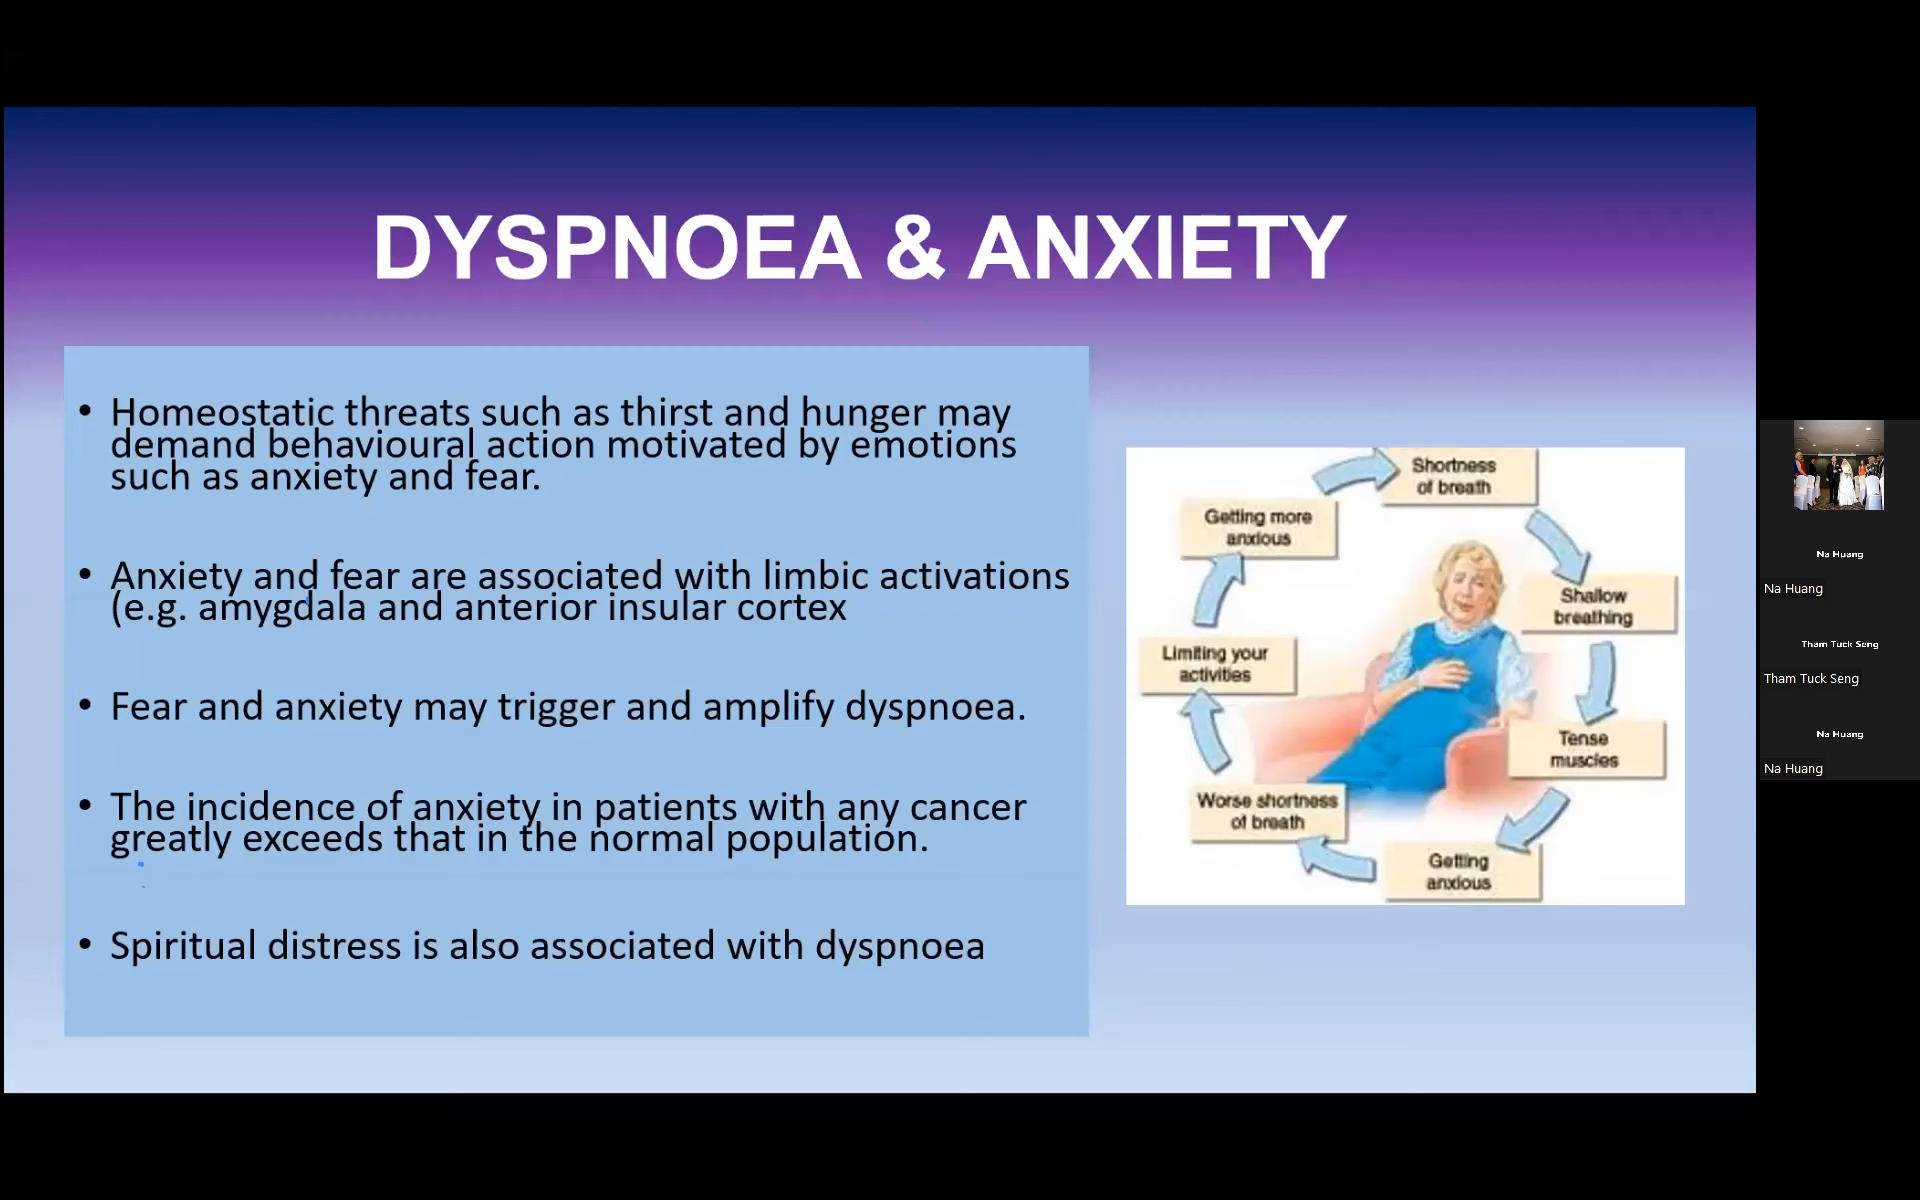 DYSPNOEA & ANXIETY
• Homeostatic threats such as thirst and hunger may
demand behavioural action motivated by emotions
such as anxiety and fear.
• Anxiety and fear are associated with limbic activations
(e.g. amygdala and anterior insular cortex
• Fear and anxiety may trigger and amplify dyspnoea.
• The incidence of anxiety in patients with any cancer
greatly exceeds that in the normal population.
• Spiritual distress is also associated with dyspnoea
Shortness
of breath
Shallow
breathing
Tense
muscles
Getting
anxious
Worse shortness
of breath
Limiting your
activities
Getting more
anxious
Na Huang
Na Huang
Tham Tuck Seng
Tham Tuck Seng
Na Huang
Na Huang